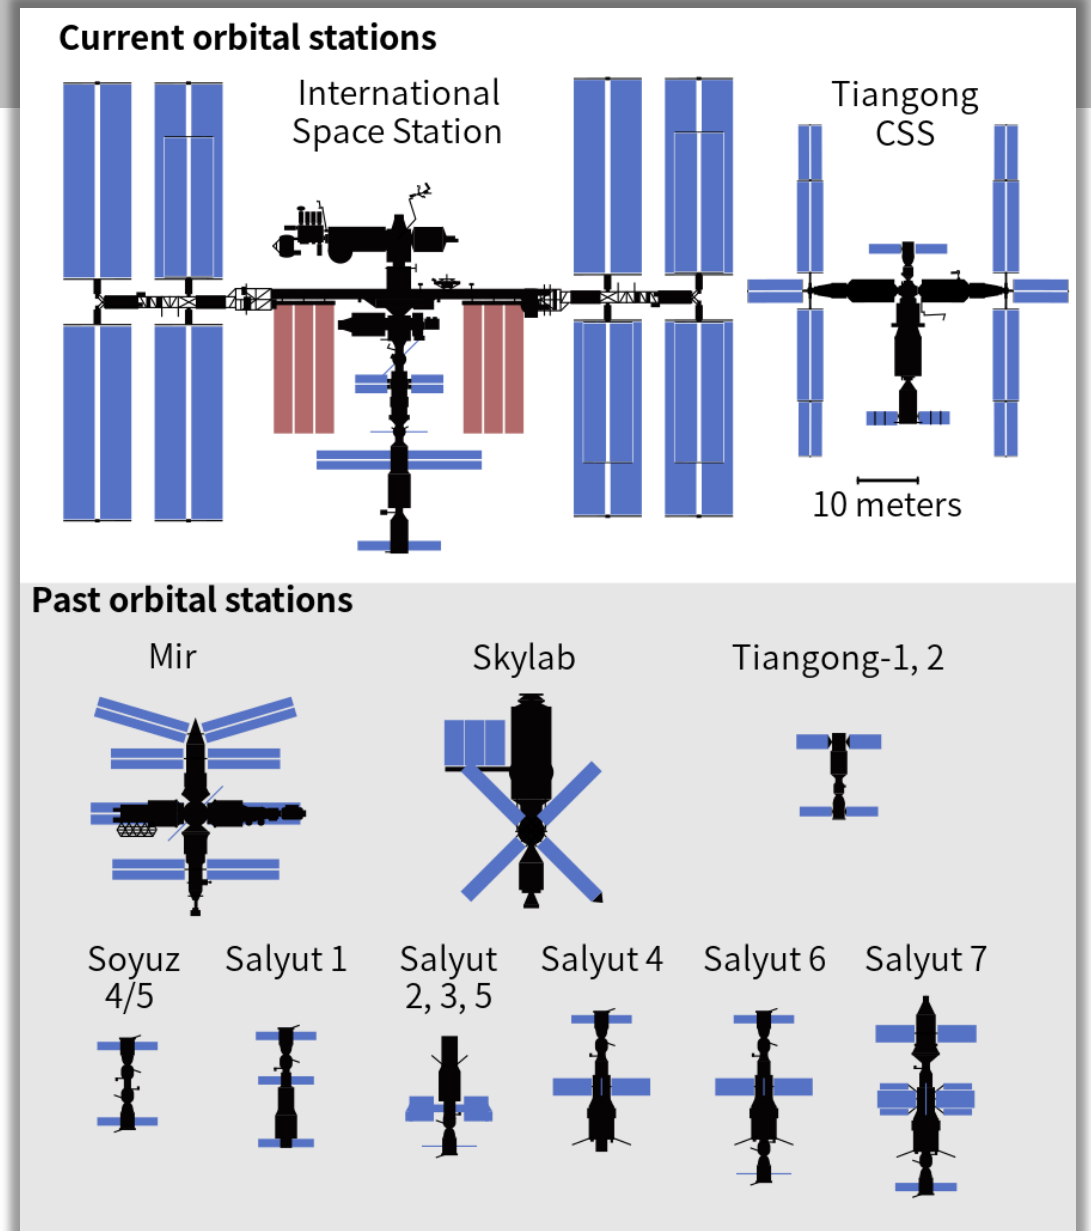 Current orbital stations
International
Space Station
Tiangong
CSS
10 meters
Past orbital stations
Mir
Skylab
Tiangong-1, 2
Soyuz
4/5
Salyut 1
Salyut
2, 3, 5
Salyut 4
Salyut 6
Salyut 7